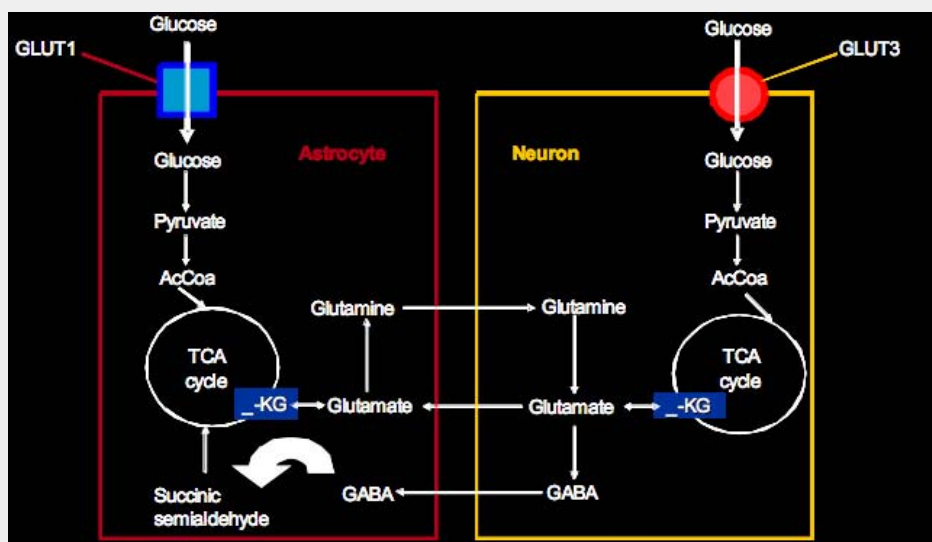 Glucose
Glucose
GLUT1
GLUT3
Astrocyte
Neuron
Glucose
Glucose
Pyruvate
Pyruvate
AcCoa
AcCoa
Glutamine
Glutamine
TCA
cycle
TCA
cycle
_-KG
Glutamate
Glutamate
_-KG
Succinic
semialdehyde
GABA
GABA